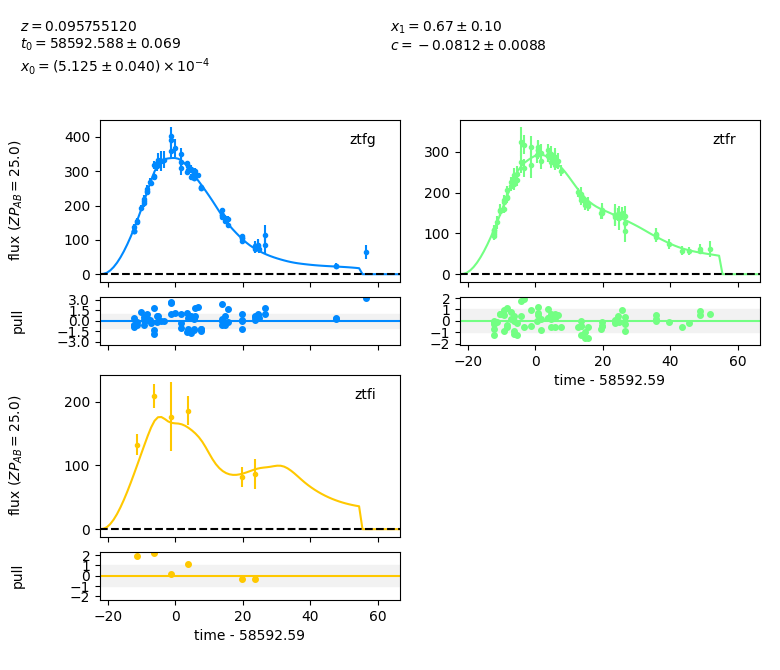 z = 0.095755120
t₀ = 58592.588 ± 0.069
x₀ = (5.125 ± 0.040) × 10⁻⁴
x₁ = 0.67 ± 0.10
c = −0.0812 ± 0.0088
flux (ZP_AB = 25.0)
ztfg
400
300
200
100
0
ztfr
300
200
100
0
pull
3.0
1.5
0.0
−1.5
−3.0
2
1
0
−1
−2
−20 0 20 40 60
time - 58592.59
flux (ZP_AB = 25.0)
ztfi
200
100
0
pull
2
1
0
−1
−2
−20 0 20 40 60
time - 58592.59